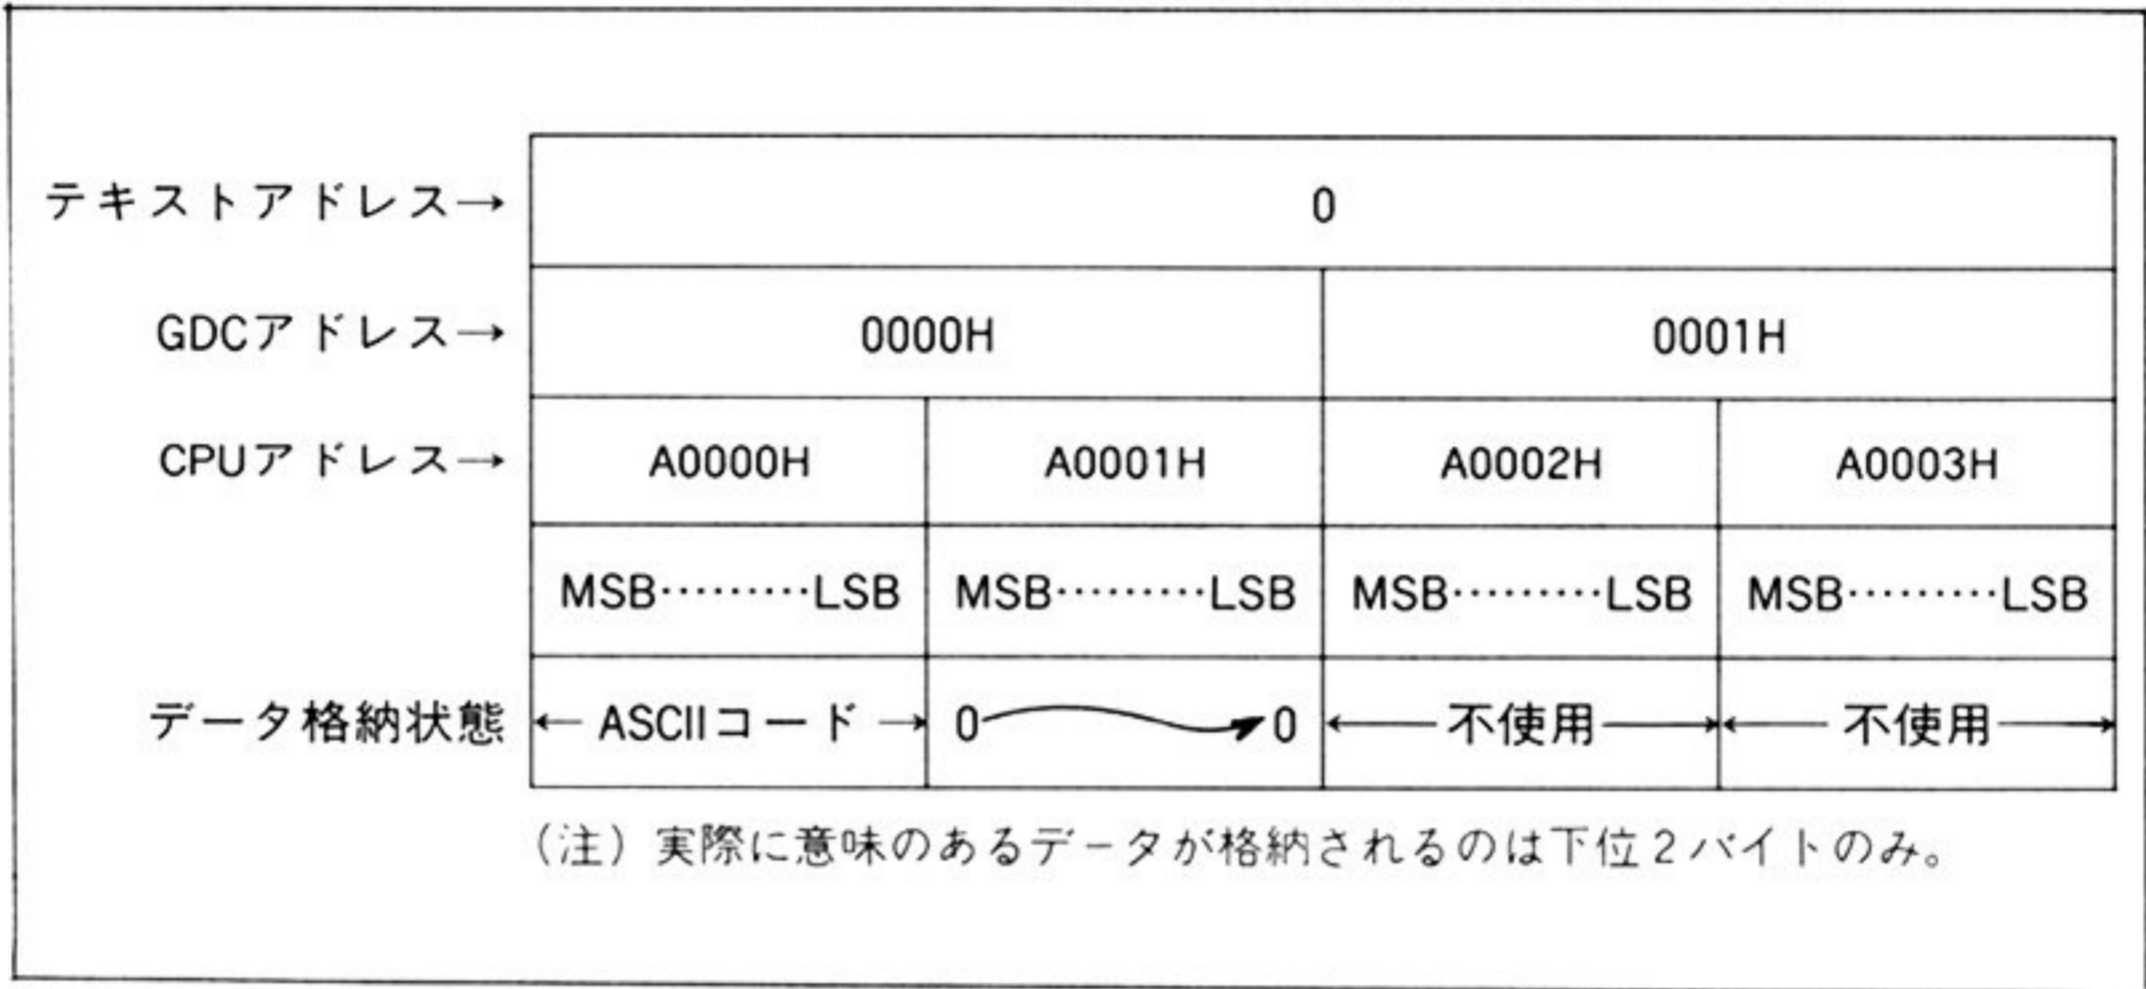 テキストアドレス→ 0
GDCアドレス→ 0000H 0001H
CPUアドレス→ A0000H A0001H A0002H A0003H
MSB………LSB MSB………LSB MSB………LSB MSB………LSB
データ格納状態 ←ASCIIコード→ 0 0 ←不使用→ ←不使用→
(注) 実際に意味のあるデータが格納されるのは下位2バイトのみ。